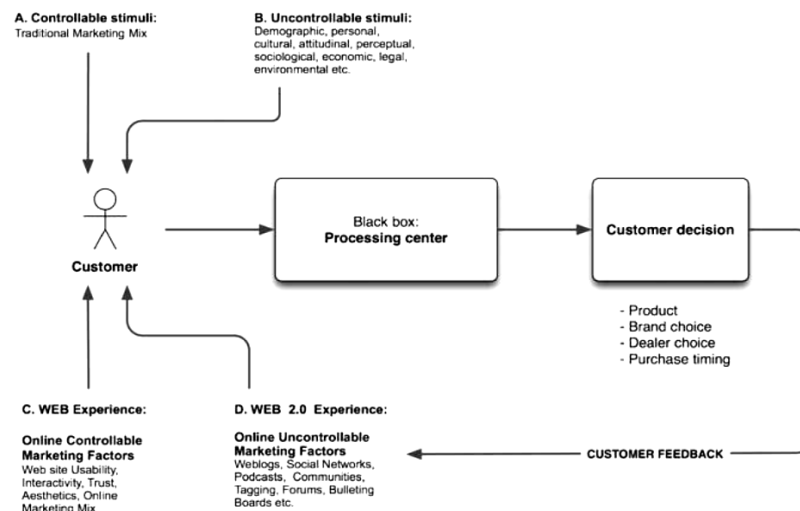 A. Controllable stimuli:
Traditional Marketing Mix
B. Uncontrollable stimuli:
Demographic, personal,
cultural, attitudinal, perceptual,
sociological, economic, legal,
environmental etc.
Customer
Black box:
Processing center
Customer decision
- Product
- Brand choice
- Dealer choice
- Purchase timing
C. WEB Experience:
Online Controllable
Marketing Factors
Web site Usability,
Interactivity, Trust,
Aesthetics, Online
Marketing Mix
D. WEB 2.0 Experience:
Online Uncontrollable
Marketing Factors
Weblogs, Social Networks,
Podcasts, Communities,
Tagging, Forums, Bulleting
Boards etc.
CUSTOMER FEEDBACK